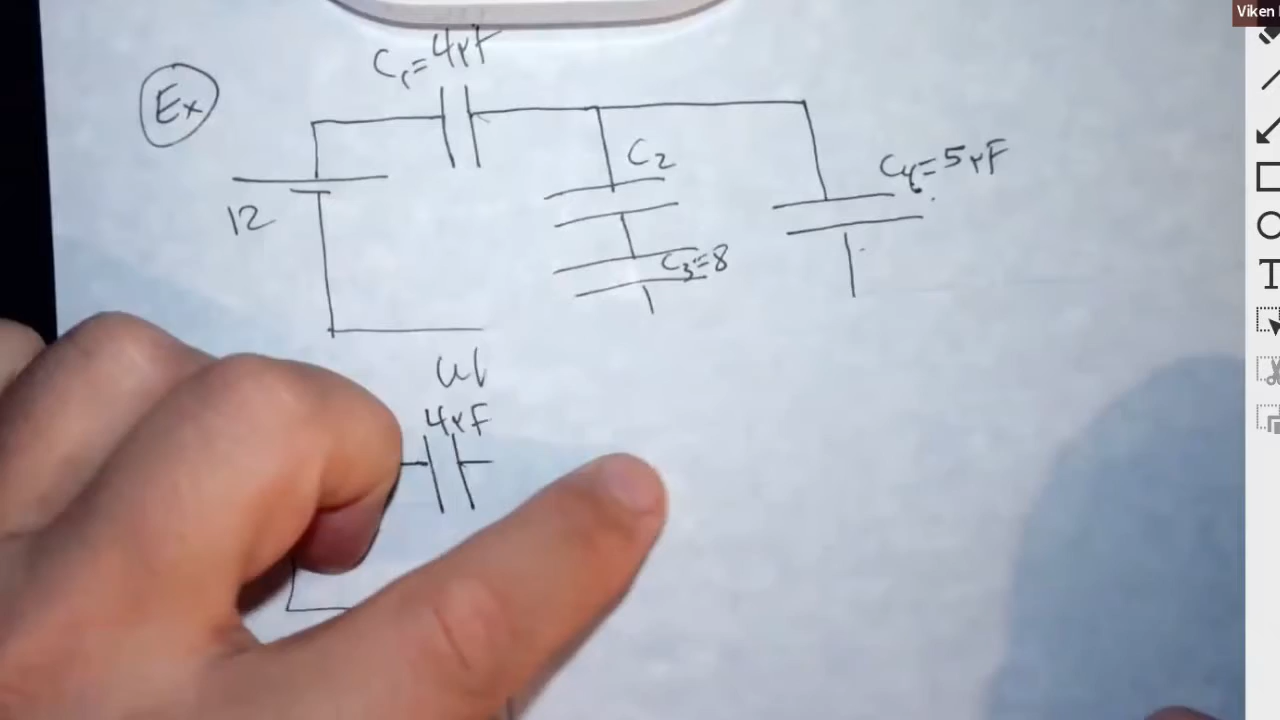 Viken
C₁=4μF
Ex
C₂
C₄=5μF
12
C₃=8
4μF